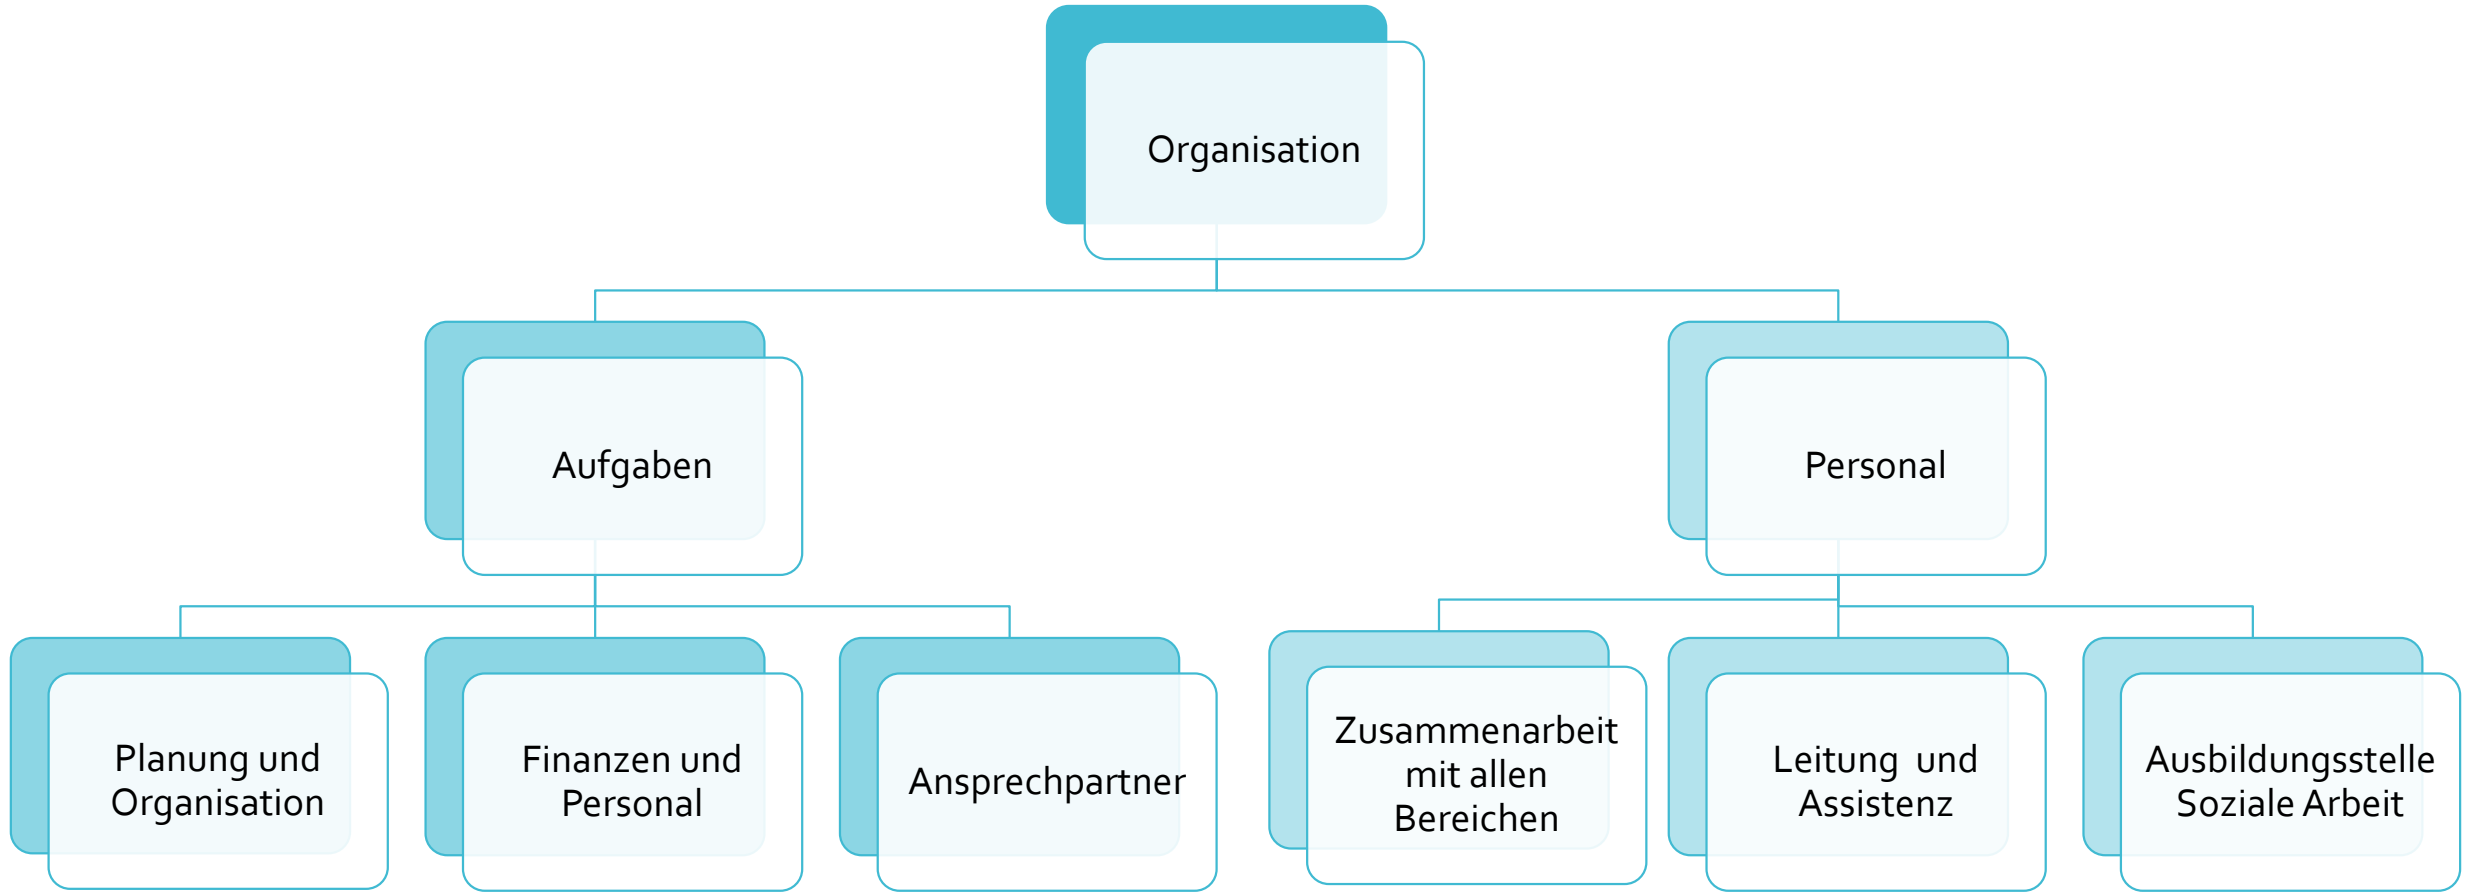 Organisation
Aufgaben
Personal
Planung und
Organisation
Finanzen und
Personal
Ansprechpartner
Zusammenarbeit
mit allen
Bereichen
Leitung  und
Assistenz
Ausbildungsstelle
Soziale Arbeit